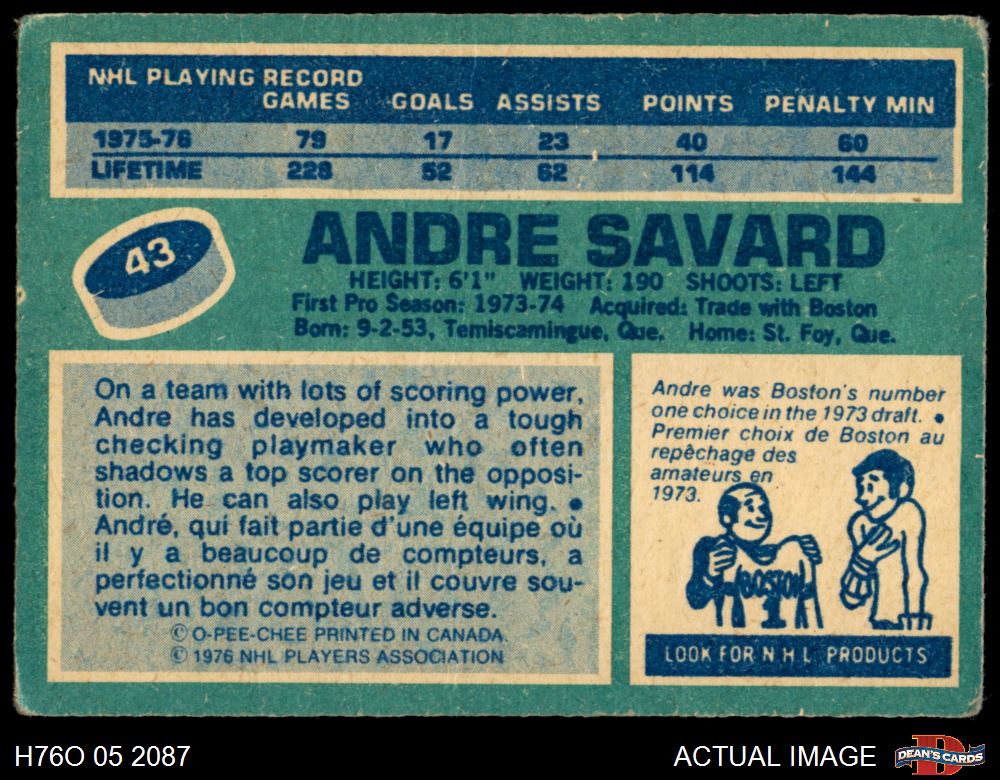 NHL PLAYING RECORD
GAMES GOALS ASSISTS POINTS PENALTY MIN
1975-76 79 17 23 40 60
LIFETIME 228 52 62 114 144
43
ANDRE SAVARD
HEIGHT: 6'1" WEIGHT: 190 SHOOTS: LEFT
First Pro Season: 1973-74 Acquired: Trade with Boston
Born: 9-2-53, Temiscamingue, Que. Home: St. Foy, Que.
On a team with lots of scoring power,
Andre has developed into a tough
checking playmaker who often
shadows a top scorer on the opposi-
tion. He can also play left wing. •
André, qui fait partie d'une équipe où
il y a beaucoup de compteurs, a
perfectionné son jeu et il couvre sou-
vent un bon compteur adverse.
© O-PEE-CHEE PRINTED IN CANADA.
© 1976 NHL PLAYERS ASSOCIATION
Andre was Boston's number
one choice in the 1973 draft. •
Premier choix de Boston au
repêchage des
amateurs en
1973.
BOSTON
1
LOOK FOR N H L PRODUCTS
H76O 05 2087
ACTUAL IMAGE
D
DEAN'S CARDS